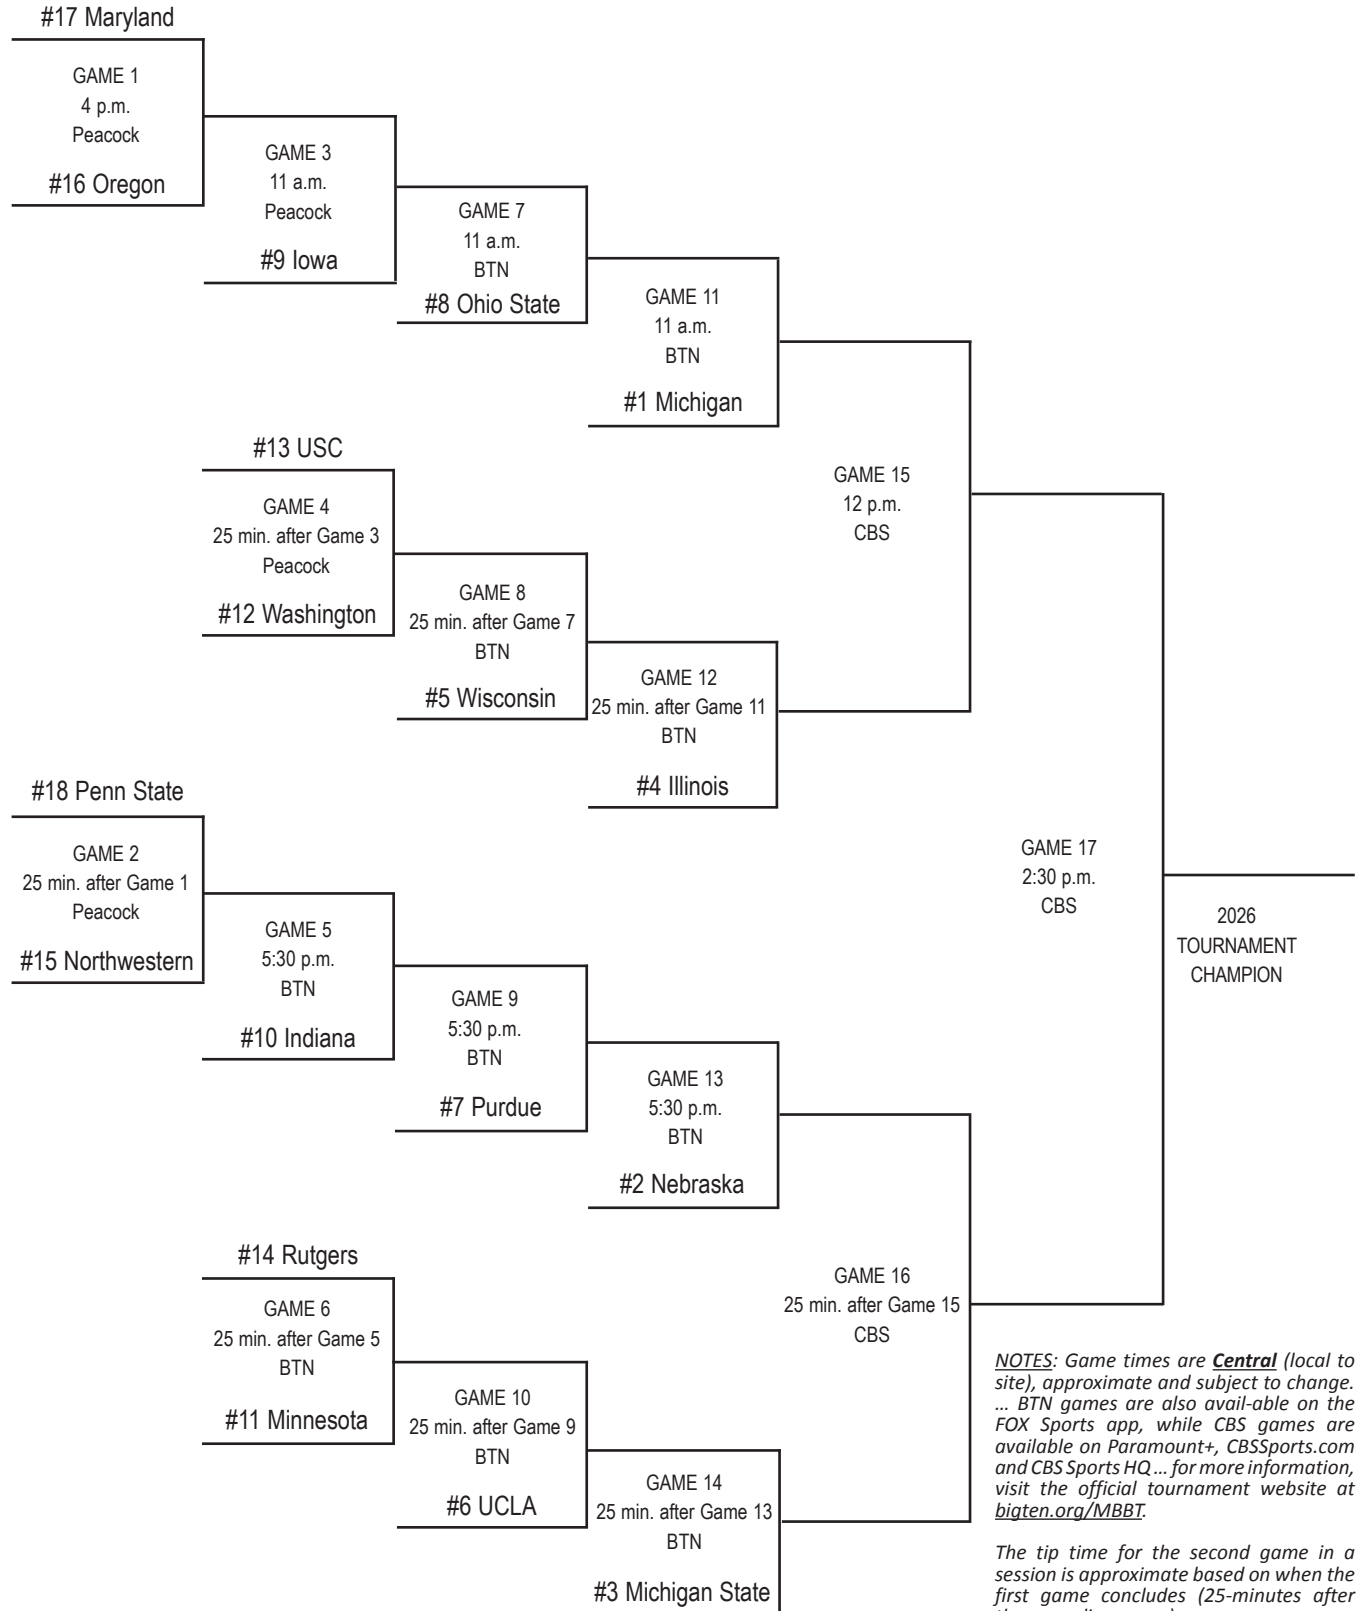 #17 Maryland
GAME 1
4 p.m.
Peacock
#16 Oregon
GAME 3
11 a.m.
Peacock
#9 Iowa
GAME 7
11 a.m.
BTN
#8 Ohio State
GAME 11
11 a.m.
BTN
#1 Michigan
#13 USC
GAME 4
25 min. after Game 3
Peacock
#12 Washington
GAME 8
25 min. after Game 7
BTN
#5 Wisconsin
GAME 12
25 min. after Game 11
BTN
#4 Illinois
GAME 15
12 p.m.
CBS
#18 Penn State
GAME 2
25 min. after Game 1
Peacock
#15 Northwestern
GAME 5
5:30 p.m.
BTN
#10 Indiana
GAME 9
5:30 p.m.
BTN
#7 Purdue
GAME 13
5:30 p.m.
BTN
#2 Nebraska
#14 Rutgers
GAME 6
25 min. after Game 5
BTN
#11 Minnesota
GAME 10
25 min. after Game 9
BTN
#6 UCLA
GAME 14
25 min. after Game 13
BTN
#3 Michigan State
GAME 16
25 min. after Game 15
CBS
GAME 17
2:30 p.m.
CBS
2026
TOURNAMENT
CHAMPION
NOTES: Game times are Central (local to
site), approximate and subject to change.
... BTN games are also avail-able on the
FOX Sports app, while CBS games are
available on Paramount+, CBSSports.com
and CBS Sports HQ ... for more information,
visit the official tournament website at
bigten.org/MBBT.
The tip time for the second game in a
session is approximate based on when the
first game concludes (25-minutes after